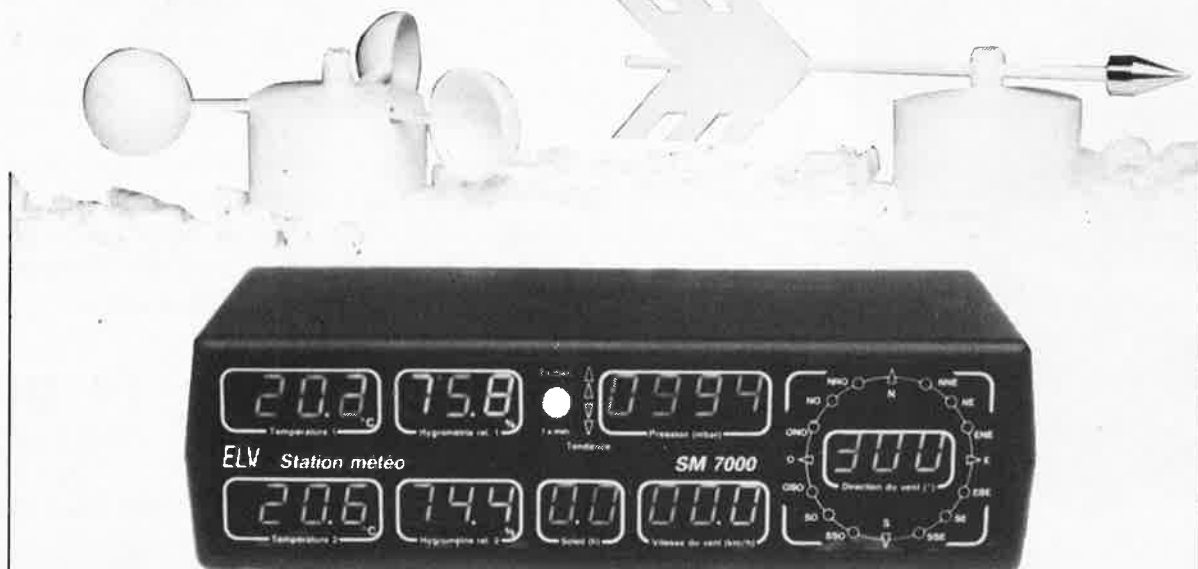 20.2 °C
Température 1
75.8 %
Hygrométrie rel. 1
Tendance
0994
Pression (mbar)
ELV Station météo
SM 7000
20.6 °C
Température 2
74.4 %
Hygrométrie rel. 2
0.0
Soleil (h)
00.0
Vitesse du vent (km/h)
N
NNE
NE
ENE
E
ESE
SE
SSE
S
SSO
SO
OSO
O
ONO
NO
NNO
300
Direction du vent (°)